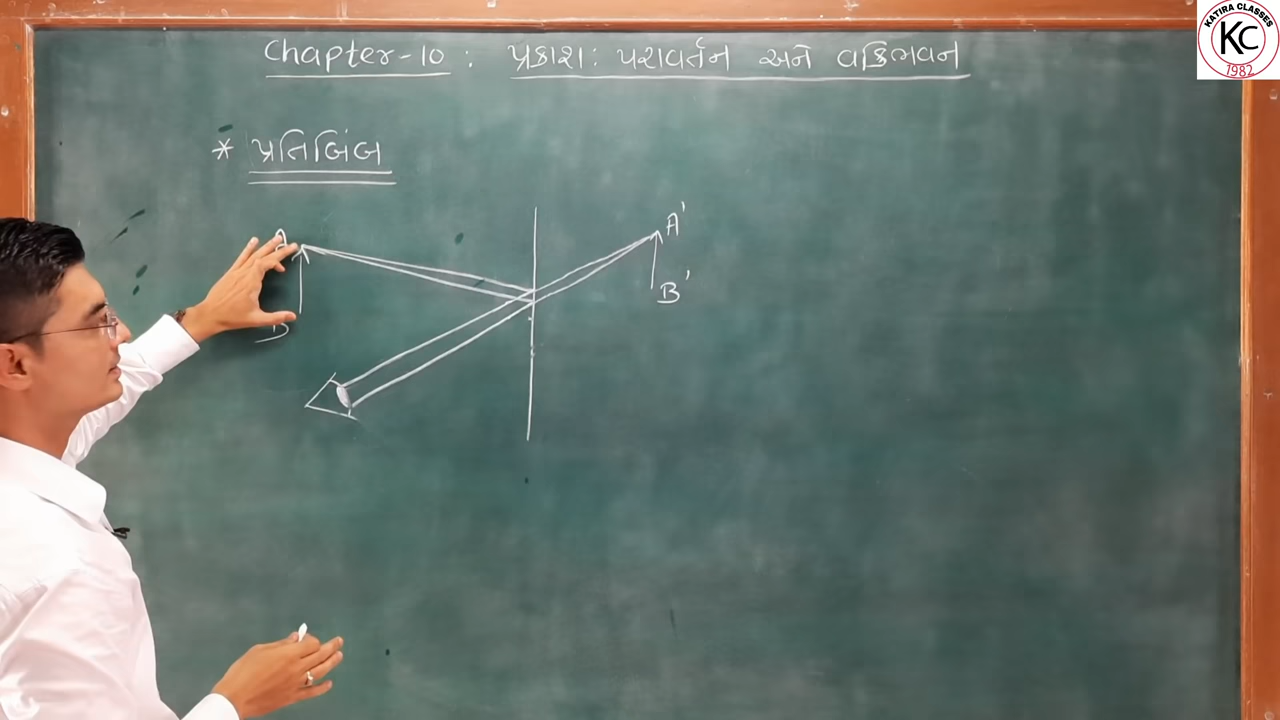 Chapter-10 : પ્રકાશ: પરાવર્તન અને વક્રિભવન
* પ્રતિબિંબ
A'
B'
KATIRA CLASSES
KC
1982